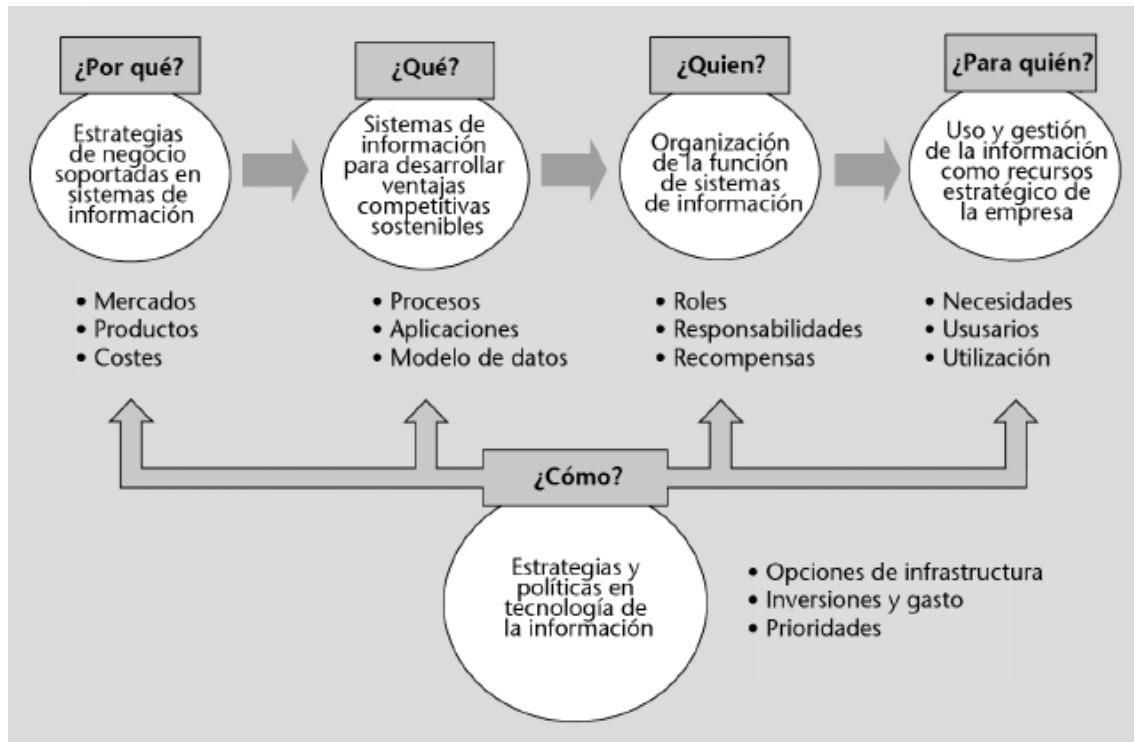 ¿Por qué?
Estrategias
de negocio
soportadas en
sistemas de
información
• Mercados
• Productos
• Costes
¿Qué?
Sistemas de
información
para desarrollar
ventajas
competitivas
sostenibles
• Procesos
• Aplicaciones
• Modelo de datos
¿Quien?
Organización
de la función
de sistemas
de información
• Roles
• Responsabilidades
• Recompensas
¿Para quién?
Uso y gestión
de la información
como recursos
estratégico de
la empresa
• Necesidades
• Ususarios
• Utilización
¿Cómo?
Estrategias y
políticas en
tecnología de
la información
• Opciones de infrastructura
• Inversiones y gasto
• Prioridades